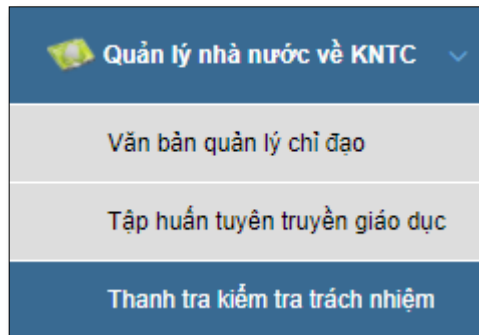 Quản lý nhà nước về KNTC
Văn bản quản lý chỉ đạo
Tập huấn tuyên truyền giáo dục
Thanh tra kiểm tra trách nhiệm